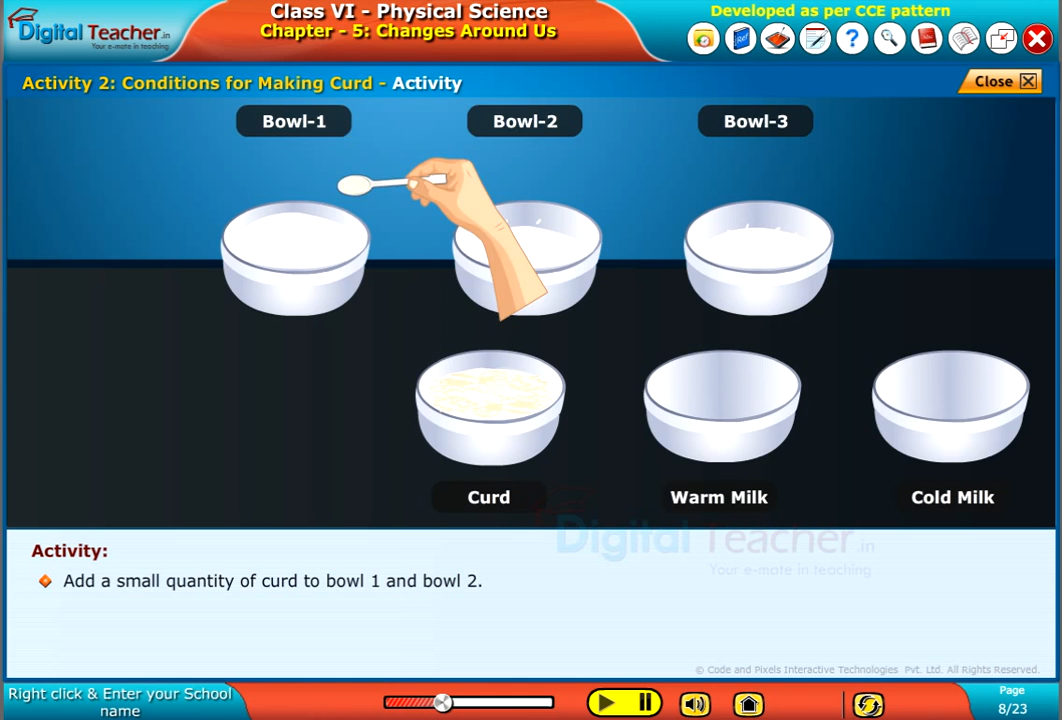 Digital Teacher.in
Your e-mate in teaching
Class VI - Physical Science
Chapter - 5: Changes Around Us
Developed as per CCE pattern
Ref
?
Activity 2: Conditions for Making Curd - Activity
Close
Bowl-1
Bowl-2
Bowl-3
Curd
Warm Milk
Cold Milk
Digital Teacher.in
Your e-mate in teaching
Activity:
Add a small quantity of curd to bowl 1 and bowl 2.
© Code and Pixels Interactive Technologies Pvt. Ltd. All Rights Reserved.
Right click & Enter your School
name
Page
8/23